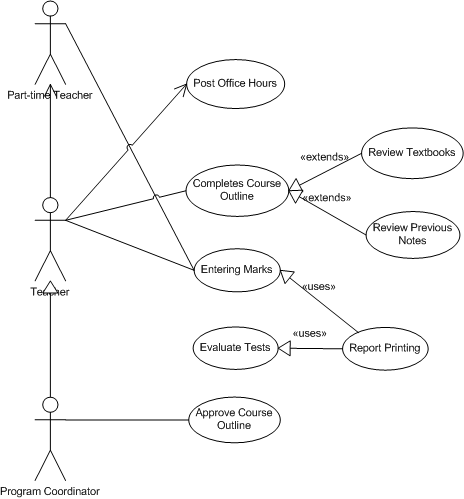 Part-time Teacher
Post Office Hours
«extends»
Review Textbooks
Completes Course
Outline
«extends»
Review Previous
Notes
Entering Marks
Teacher
«uses»
«uses»
Evaluate Tests
Report Printing
Approve Course
Outline
Program Coordinator